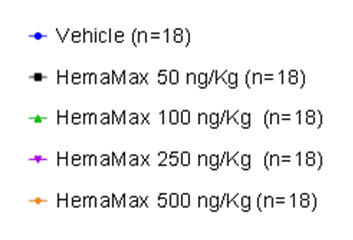 Vehicle (n=18)
HemaMax 50 ng/Kg (n=18)
HemaMax 100 ng/Kg (n=18)
HemaMax 250 ng/Kg (n=18)
HemaMax 500 ng/Kg (n=18)